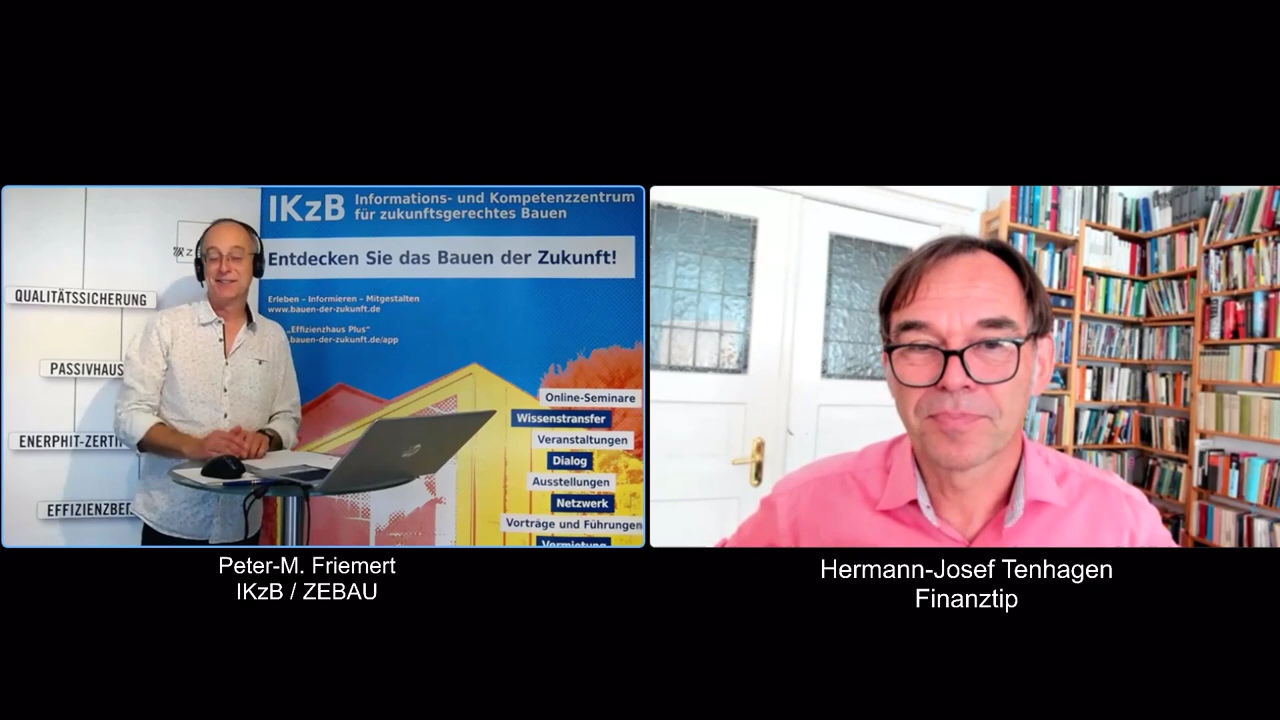 IKzB
Informations- und Kompetenzzentrum
für zukunftsgerechtes Bauen
Entdecken Sie das Bauen der Zukunft!
Erleben – Informieren – Mitgestalten
www.bauen-der-zukunft.de
„Effizienzhaus Plus“
.bauen-der-zukunft.de/app
QUALITÄTSSICHERUNG
PASSIVHAUS
ENERPHIT-ZERTI
EFFIZIENZBER
Online-Seminare
Wissenstransfer
Veranstaltungen
Dialog
Ausstellungen
Netzwerk
Vorträge und Führungen
Vermietung
Peter-M. Friemert
IKzB / ZEBAU
Hermann-Josef Tenhagen
Finanztip